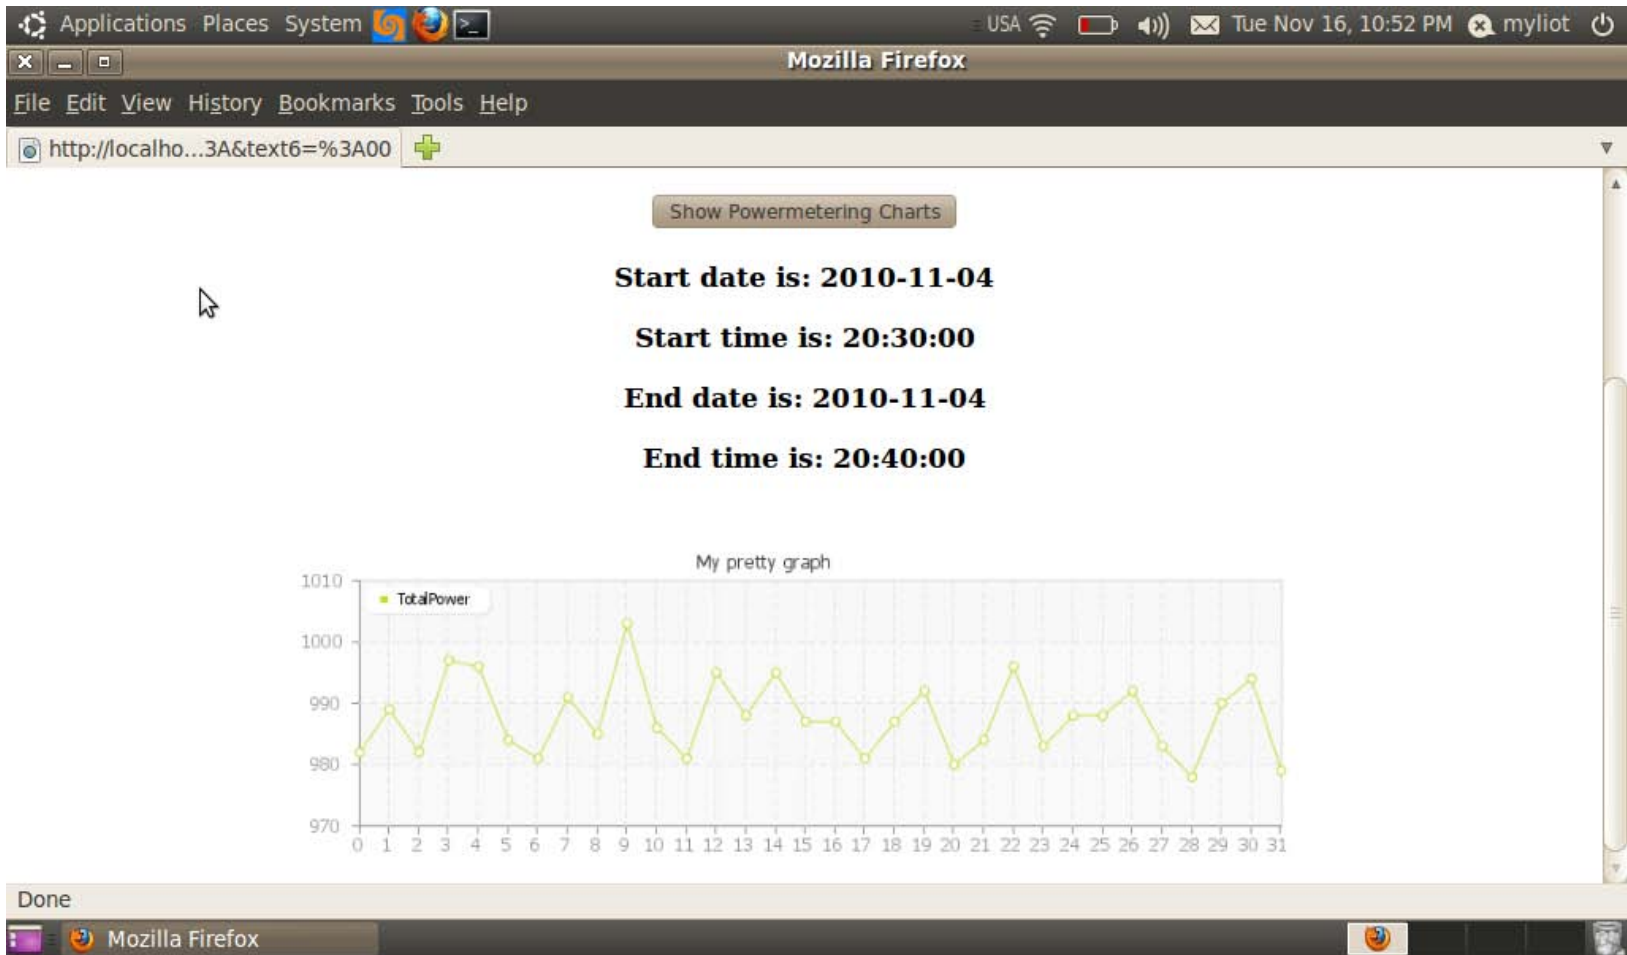 Applications Places System USA Tue Nov 16, 10:52 PM myliot
Mozilla Firefox
File Edit View History Bookmarks Tools Help
http://localho...3A&text6=%3A00
Show Powermetering Charts
Start date is: 2010-11-04
Start time is: 20:30:00
End date is: 2010-11-04
End time is: 20:40:00
My pretty graph
TotalPower
1010
1000
990
980
970
0 1 2 3 4 5 6 7 8 9 10 11 12 13 14 15 16 17 18 19 20 21 22 23 24 25 26 27 28 29 30 31
Done
Mozilla Firefox